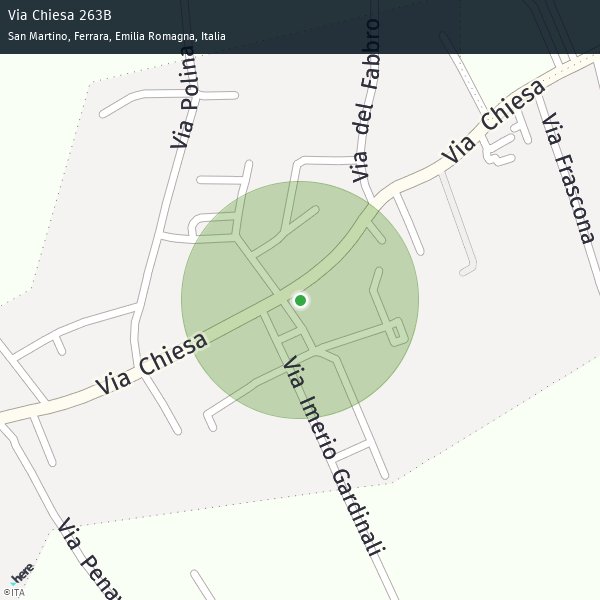 Via Chiesa 263B
San Martino, Ferrara, Emilia Romagna, Italia
Via Polina
Via del Fabbro
Via Chiesa
Via Frascona
Via Chiesa
Via Imerio Gardinali
Via Pena
here
©ITA